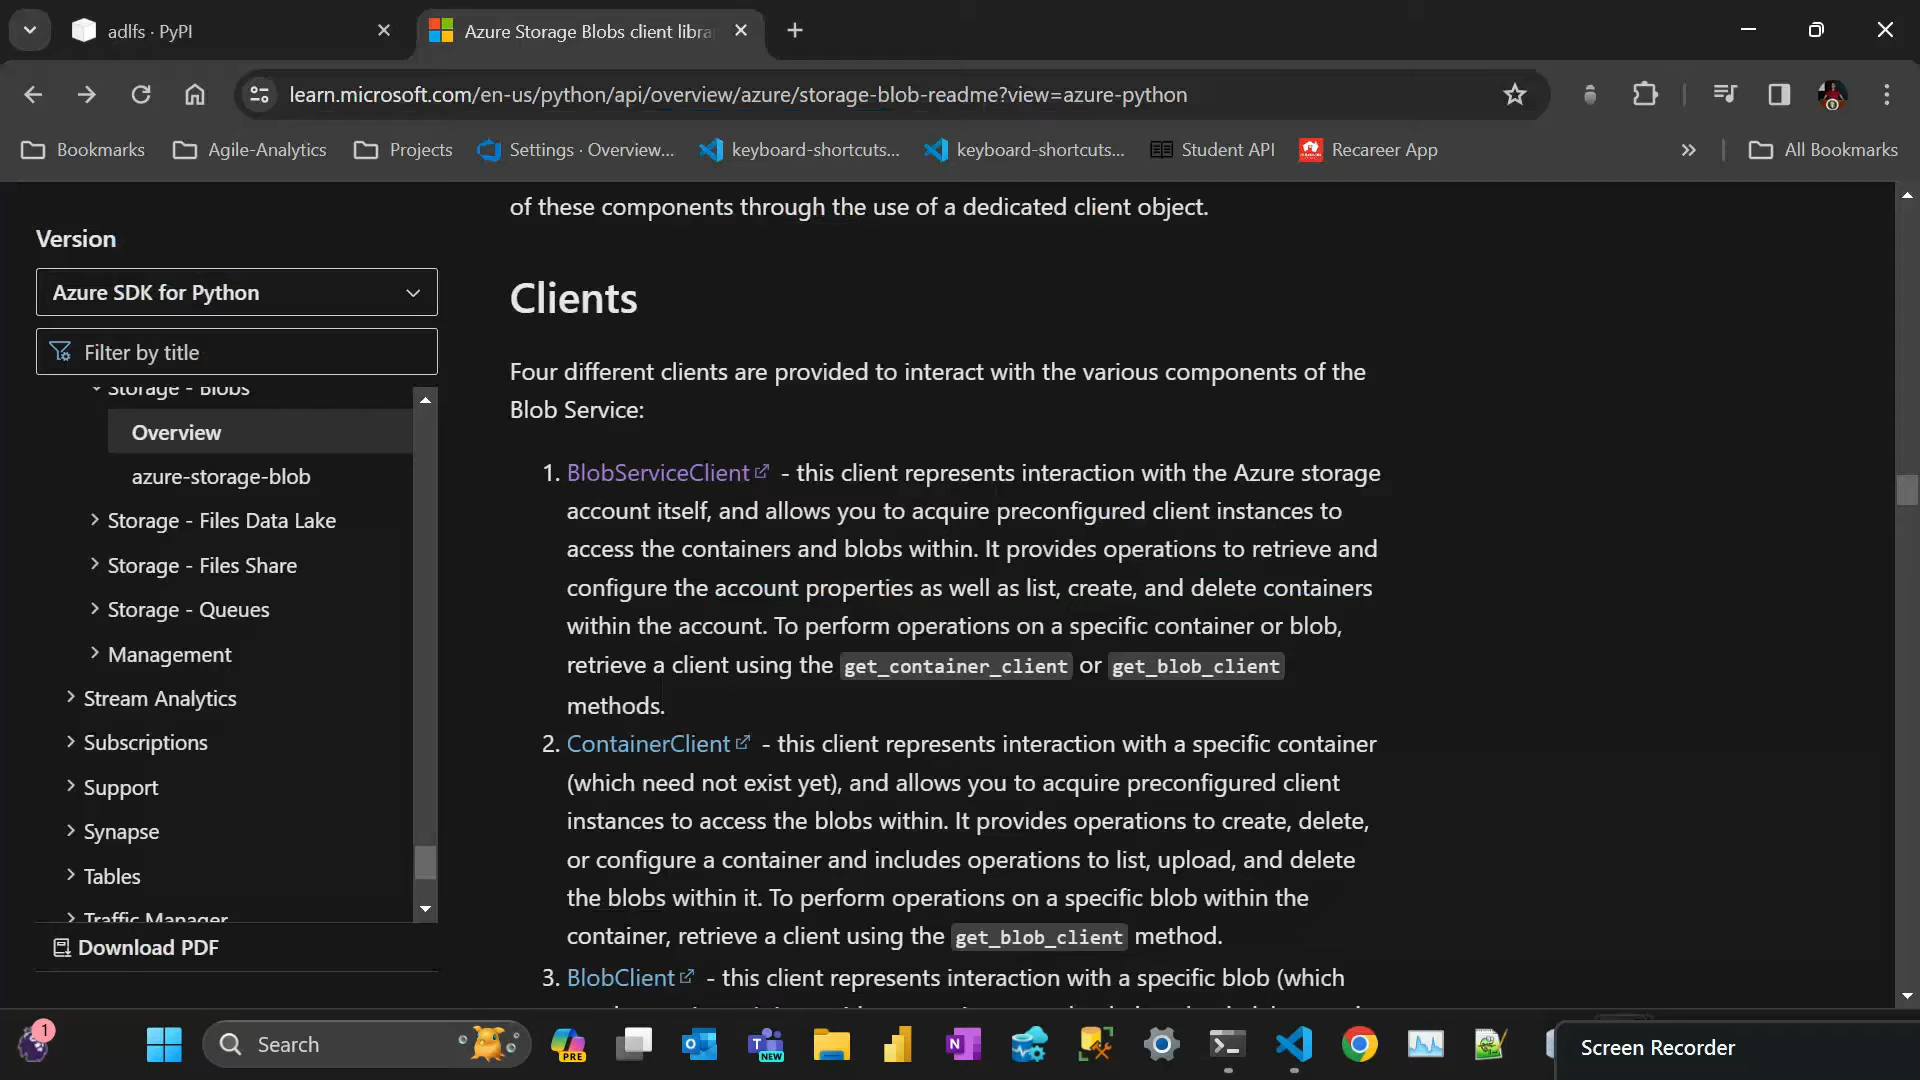 adlfs · PyPI
Azure Storage Blobs client libra
learn.microsoft.com/en-us/python/api/overview/azure/storage-blob-readme?view=azure-python
Bookmarks
Agile-Analytics
Projects
Settings · Overview...
keyboard-shortcuts...
keyboard-shortcuts...
Student API
Recareer App
All Bookmarks
Version
Azure SDK for Python
Filter by title
Storage - Blobs
Overview
azure-storage-blob
Storage - Files Data Lake
Storage - Files Share
Storage - Queues
Management
Stream Analytics
Subscriptions
Support
Synapse
Tables
Traffic Manager
Download PDF
of these components through the use of a dedicated client object.
Clients
Four different clients are provided to interact with the various components of the
Blob Service:
1. BlobServiceClient - this client represents interaction with the Azure storage
account itself, and allows you to acquire preconfigured client instances to
access the containers and blobs within. It provides operations to retrieve and
configure the account properties as well as list, create, and delete containers
within the account. To perform operations on a specific container or blob,
retrieve a client using the get_container_client or get_blob_client
methods.
2. ContainerClient - this client represents interaction with a specific container
(which need not exist yet), and allows you to acquire preconfigured client
instances to access the blobs within. It provides operations to create, delete,
or configure a container and includes operations to list, upload, and delete
the blobs within it. To perform operations on a specific blob within the
container, retrieve a client using the get_blob_client method.
3. BlobClient - this client represents interaction with a specific blob (which
1
Search
PRE
NEW
Screen Recorder